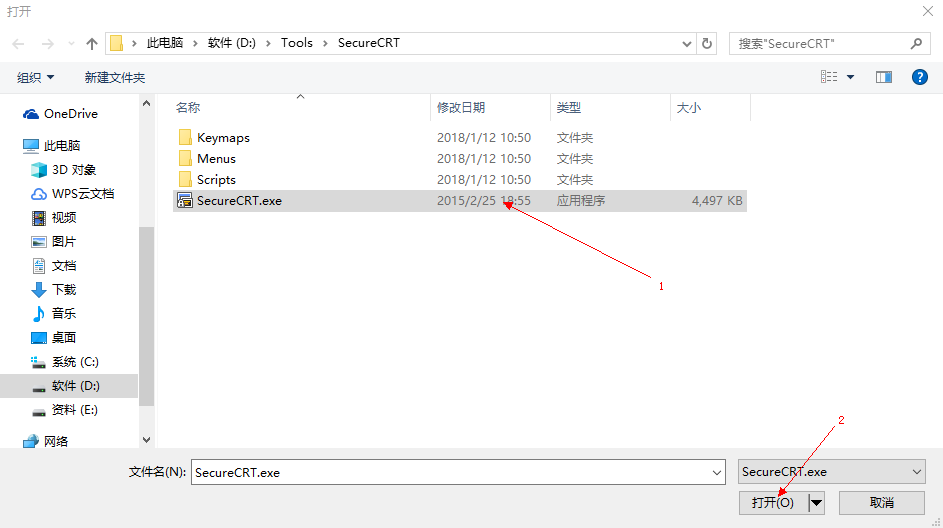 打开
此电脑 > 软件 (D:) > Tools > SecureCRT
搜索"SecureCRT"
组织 新建文件夹
名称 修改日期 类型 大小
OneDrive
此电脑
3D 对象
WPS云文档
视频
图片
文档
下载
音乐
桌面
系统 (C:)
软件 (D:)
资料 (E:)
网络
Keymaps 2018/1/12 10:50 文件夹
Menus 2018/1/12 10:50 文件夹
Scripts 2018/1/12 10:50 文件夹
SecureCRT.exe 2015/2/25 18:55 应用程序 4,497 KB
1
2
文件名(N): SecureCRT.exe SecureCRT.exe
打开(O) 取消